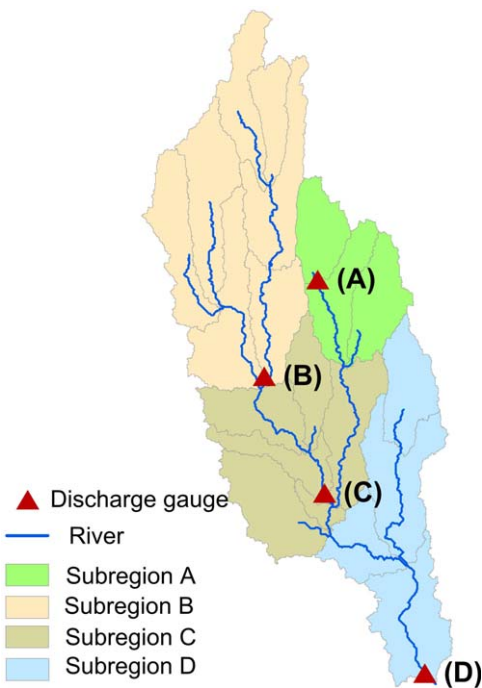 (A)
(B)
(C)
Discharge gauge
River
Subregion A
Subregion B
Subregion C
Subregion D
(D)